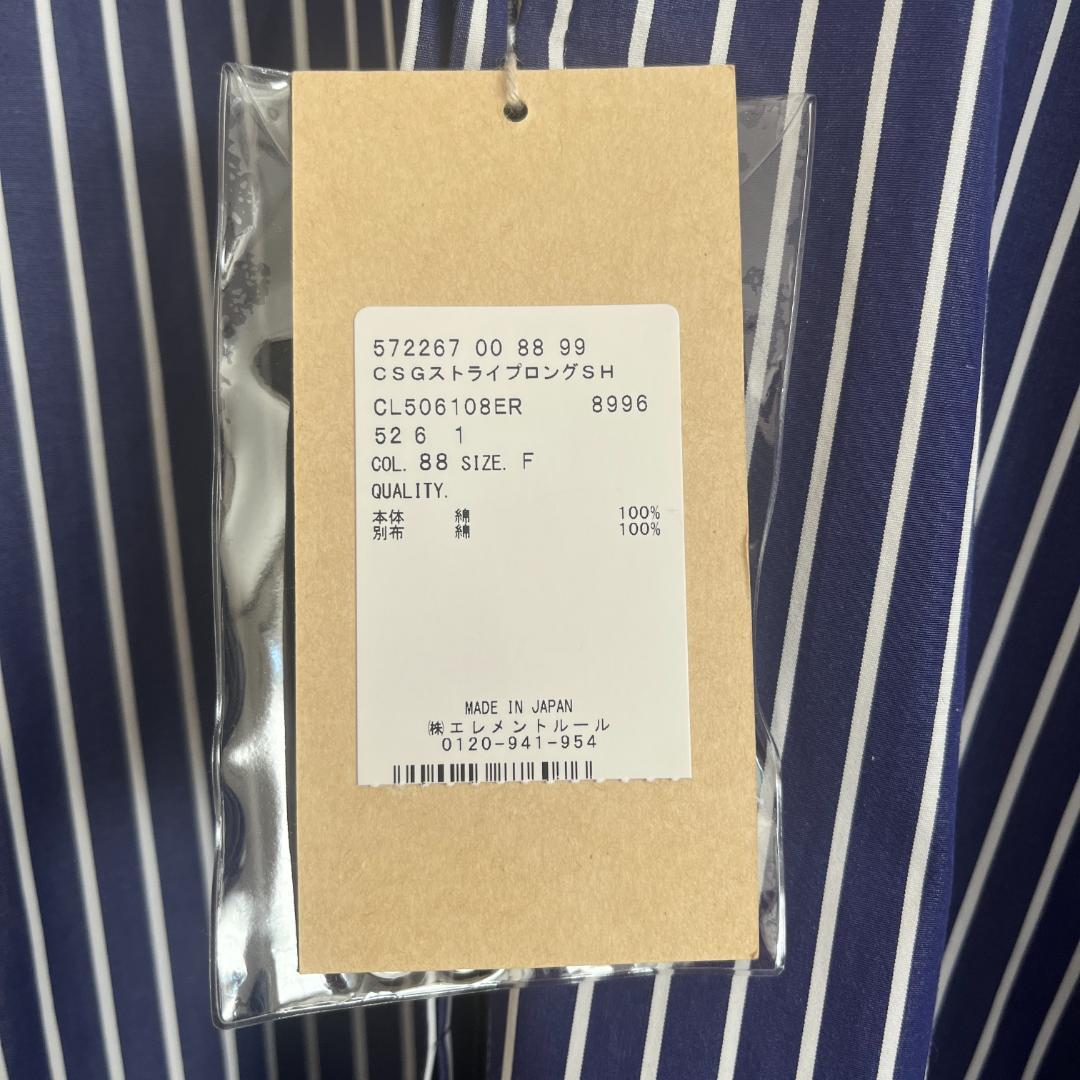 572267 00 88 99
CSGストライプロングSH
CL506108ER 8996
52 6 1
COL. 88 SIZE. F
QUALITY.
本体 綿 100%
別布 綿 100%
MADE IN JAPAN
㈱エレメントルール
0120-941-954